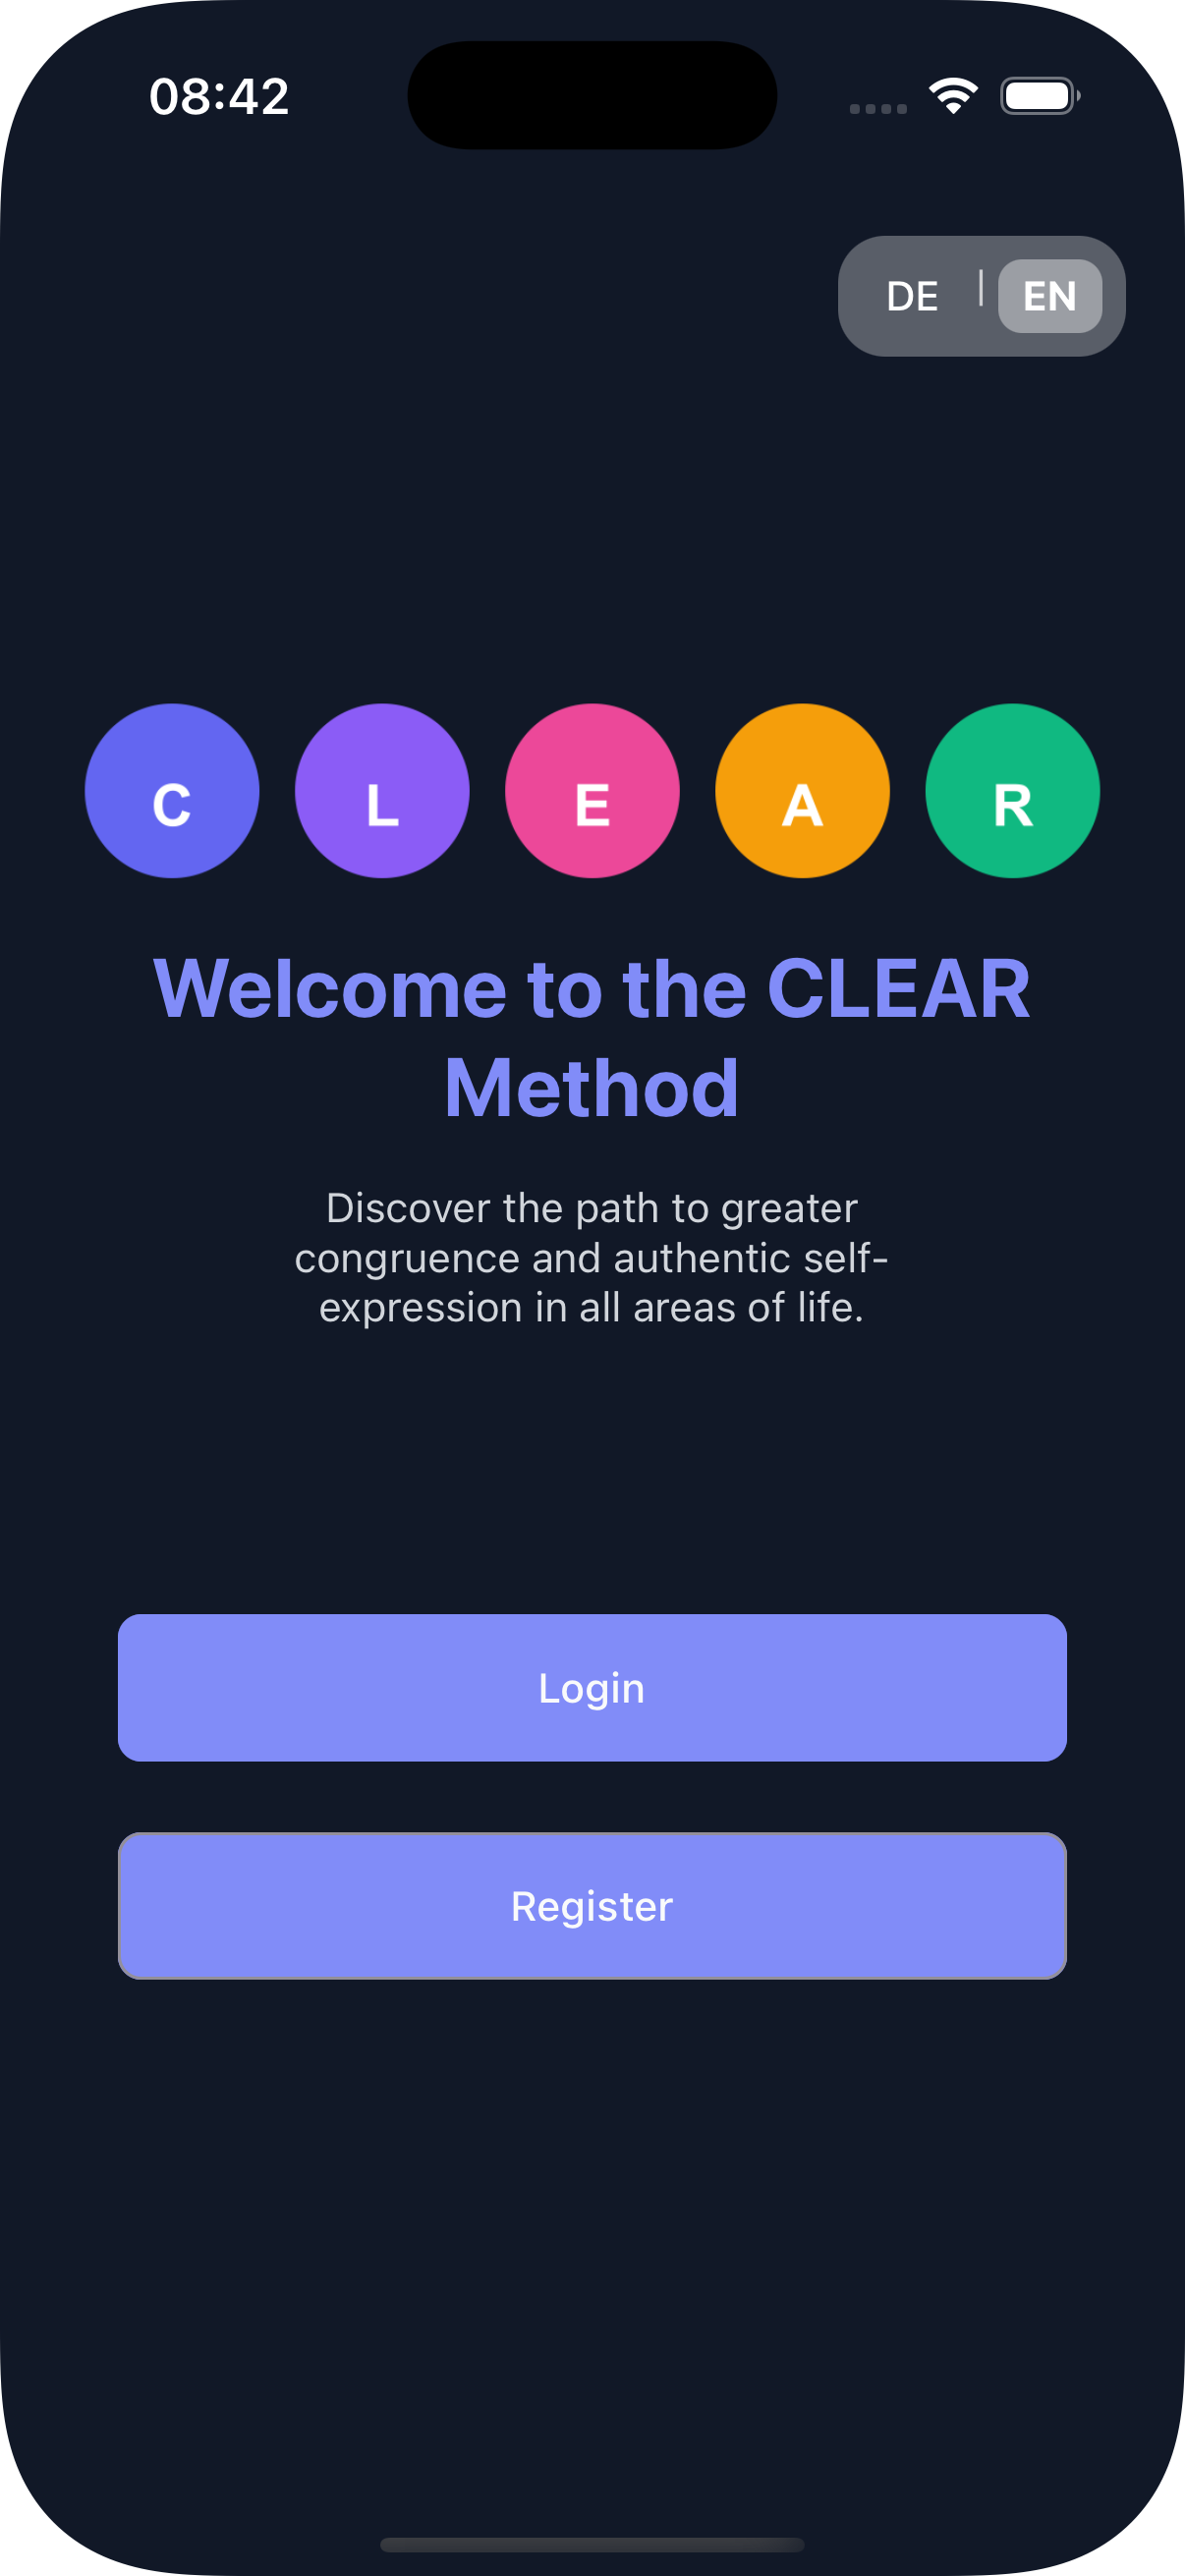 08:42
DE | EN
C L E A R
Welcome to the CLEAR
Method
Discover the path to greater
congruence and authentic self-
expression in all areas of life.
Login
Register